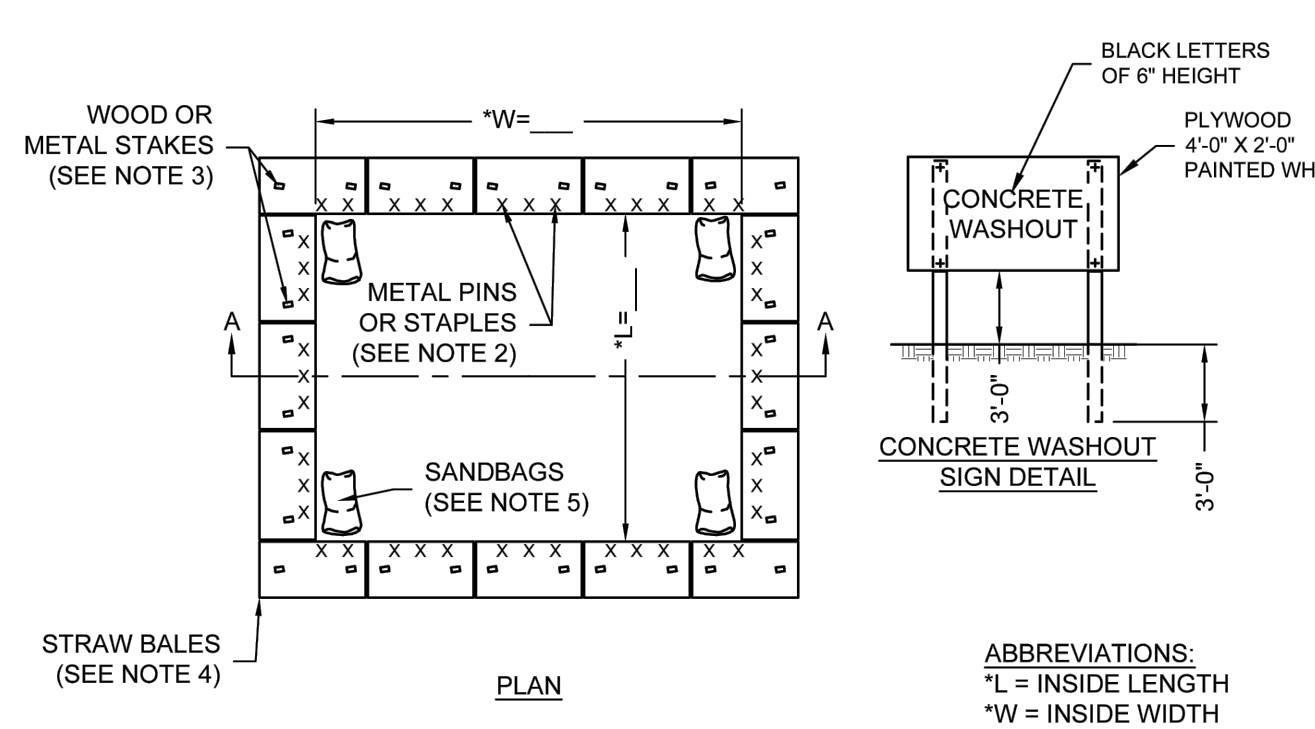 WOOD OR
METAL STAKES
(SEE NOTE 3)
*W=___
X X X X X X X X X X X X X
X
X
X
X
X
X
X
X
X
METAL PINS
OR STAPLES
(SEE NOTE 2)
*L=___
A
A
X
X
X
X
X
X
X
X
X
SANDBAGS
(SEE NOTE 5)
X X X X X X X X X X X X X
STRAW BALES
(SEE NOTE 4)
PLAN
BLACK LETTERS
OF 6" HEIGHT
PLYWOOD
4'-0" X 2'-0"
PAINTED WH
CONCRETE
WASHOUT
3'-0"
3'-0"
CONCRETE WASHOUT
SIGN DETAIL
ABBREVIATIONS:
*L = INSIDE LENGTH
*W = INSIDE WIDTH